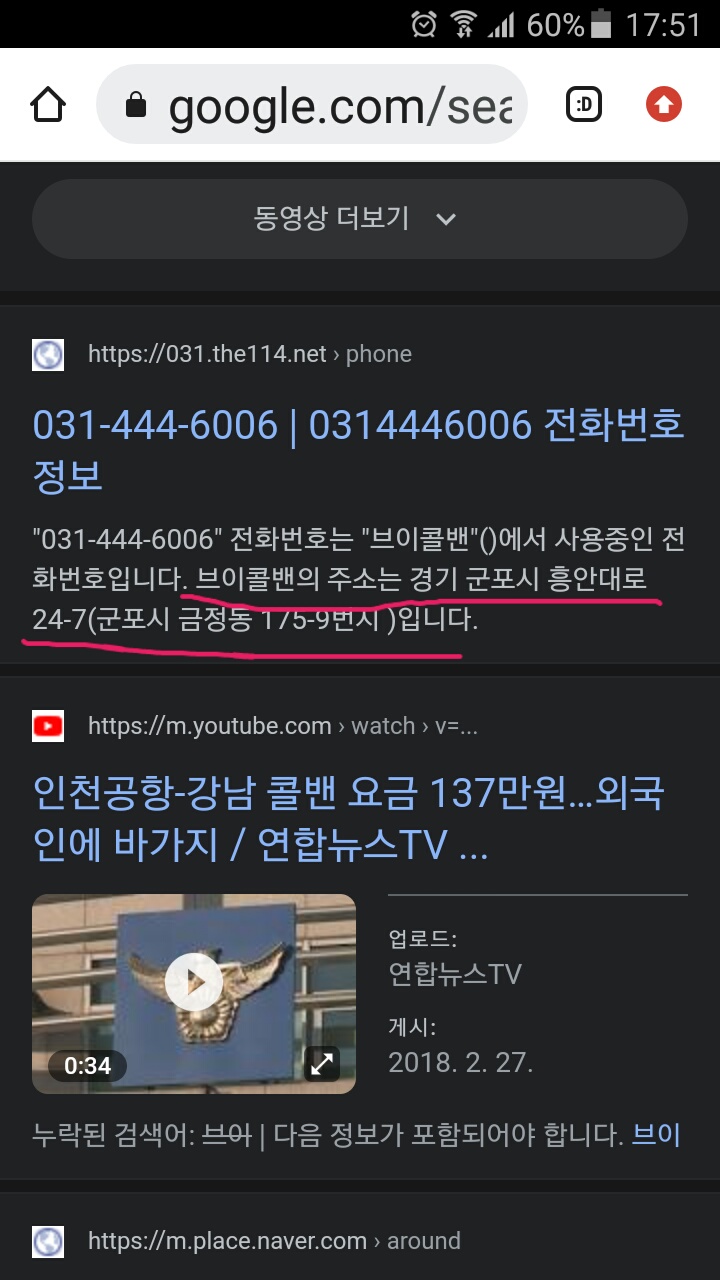 60% 17:51
google.com/sea
:D
동영상 더보기
https://031.the114.net › phone
031-444-6006 | 0314446006 전화번호
정보
"031-444-6006" 전화번호는 "브이콜밴"()에서 사용중인 전
화번호입니다. 브이콜밴의 주소는 경기 군포시 흥안대로
24-7(군포시 금정동 175-9번지 )입니다.
https://m.youtube.com › watch › v=...
인천공항-강남 콜밴 요금 137만원...외국
인에 바가지 / 연합뉴스TV ...
업로드:
연합뉴스TV
게시:
2018. 2. 27.
0:34
누락된 검색어: 브아 | 다음 정보가 포함되어야 합니다. 브이
https://m.place.naver.com › around